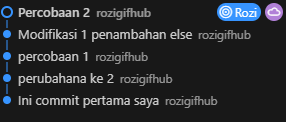 Percobaan 2 rozigifhub Rozi
Modifikasi 1 penambahan else rozigifhub
percobaan 1 rozigifhub
perubahana ke 2 rozigifhub
Ini commit pertama saya rozigifhub